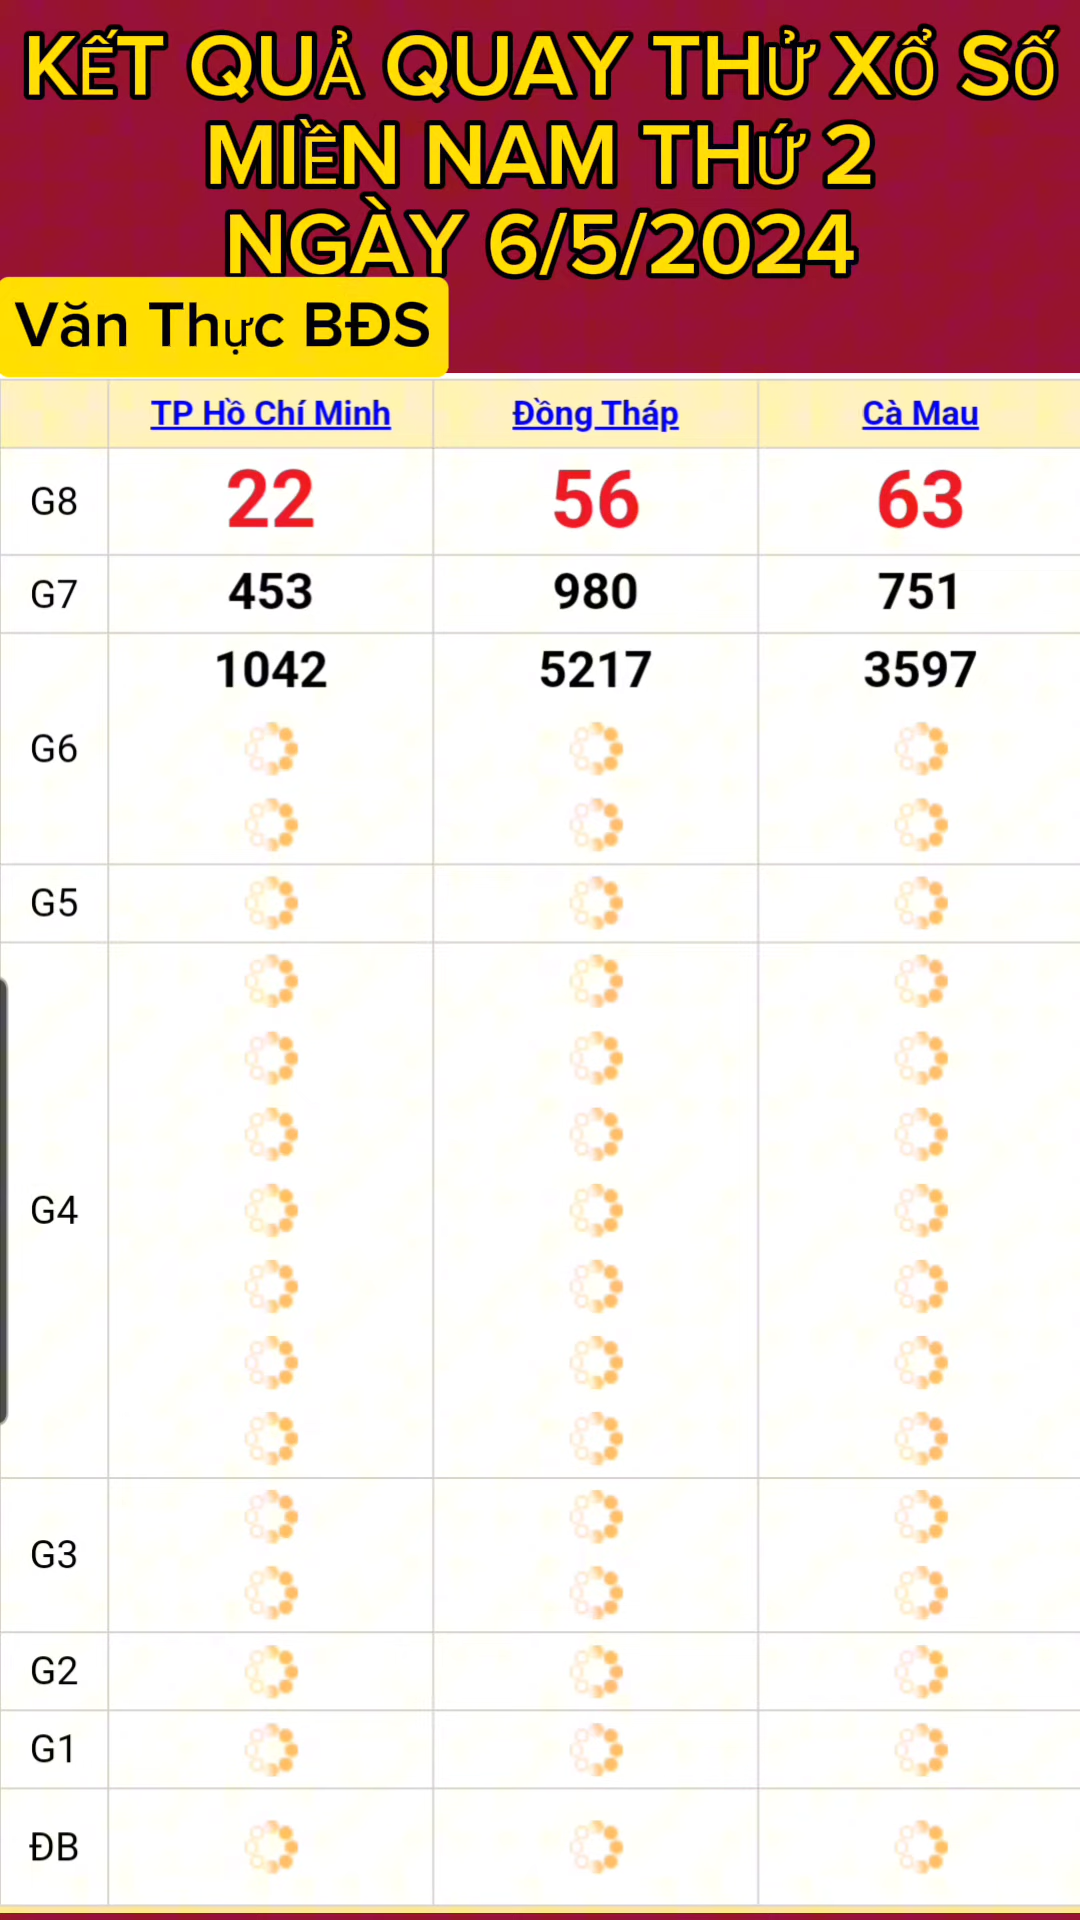 KẾT QUẢ QUAY THỬ XỔ SỐ
MIỀN NAM THỨ 2
NGÀY 6/5/2024
Văn Thực BĐS
TP Hồ Chí Minh Đồng Tháp Cà Mau
G8 22 56 63
G7 453 980 751
1042 5217 3597
G6
G5
G4
G3
G2
G1
ĐB